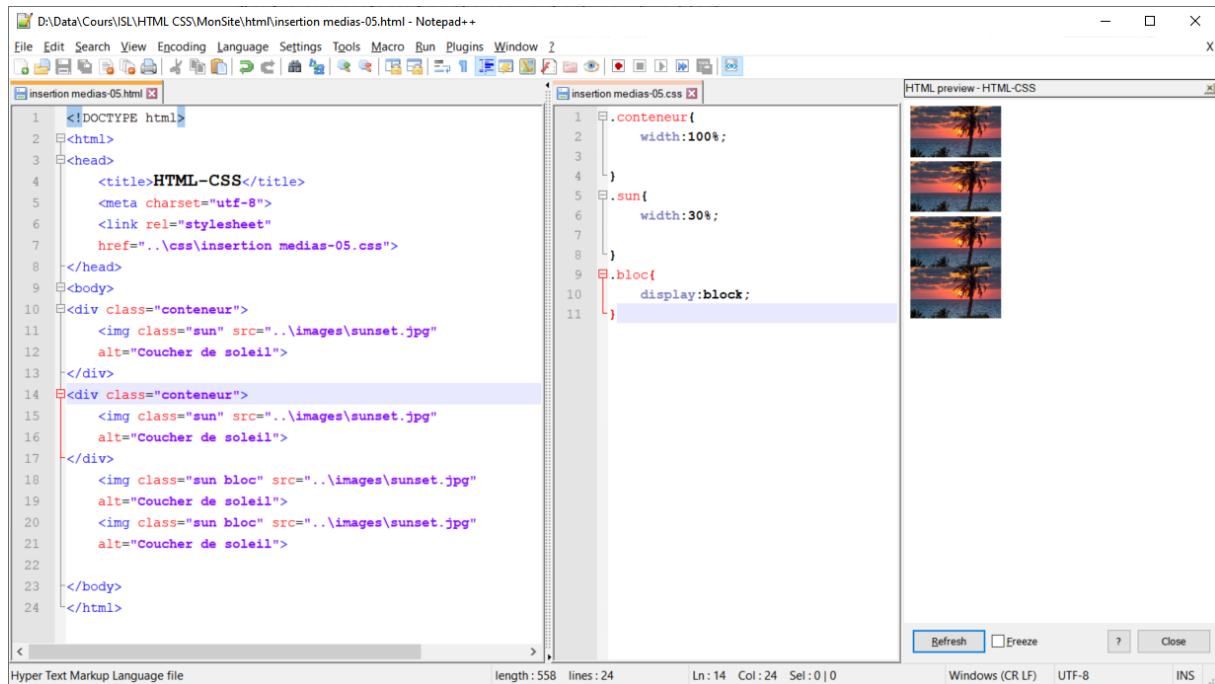 D:\Data\Cours\ISL\HTML CSS\MonSite\html\insertion medias-05.html - Notepad++
File Edit Search View Encoding Language Settings Tools Macro Run Plugins Window ? X
insertion medias-05.html
1 <!DOCTYPE html>
2 <html>
3 <head>
4 <title>HTML-CSS</title>
5 <meta charset="utf-8">
6 <link rel="stylesheet"
7 href="..\css\insertion medias-05.css">
8 </head>
9 <body>
10 <div class="conteneur">
11 <img class="sun" src="..\images\sunset.jpg"
12 alt="Coucher de soleil">
13 </div>
14 <div class="conteneur">
15 <img class="sun" src="..\images\sunset.jpg"
16 alt="Coucher de soleil">
17 </div>
18 <img class="sun bloc" src="..\images\sunset.jpg"
19 alt="Coucher de soleil">
20 <img class="sun bloc" src="..\images\sunset.jpg"
21 alt="Coucher de soleil">
22
23 </body>
24 </html>
insertion medias-05.css
1 .conteneur{
2 width:100%;
3
4 }
5 .sun{
6 width:30%;
7
8 }
9 .bloc{
10 display:block;
11 }
HTML preview - HTML-CSS
Refresh Freeze ? Close
Hyper Text Markup Language file length : 558 lines : 24 Ln : 14 Col : 24 Sel : 0 | 0 Windows (CR LF) UTF-8 INS